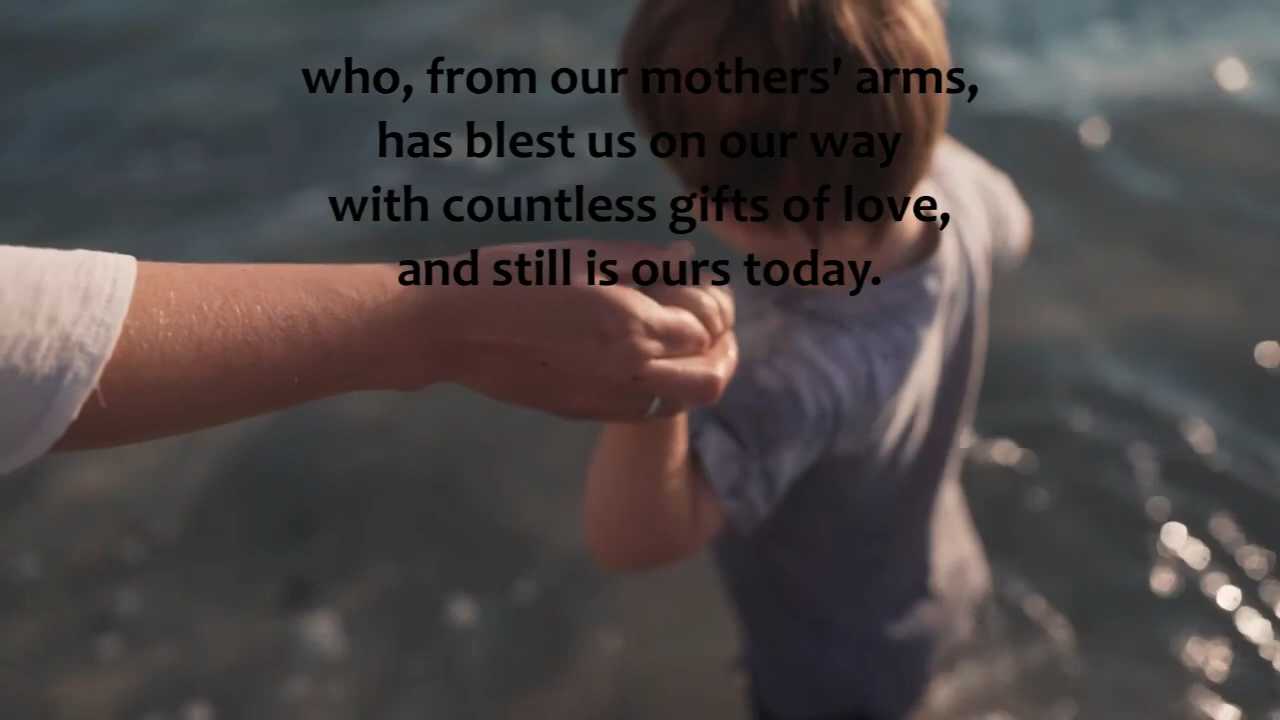 who, from our mothers' arms,
has blest us on our way
with countless gifts of love,
and still is ours today.